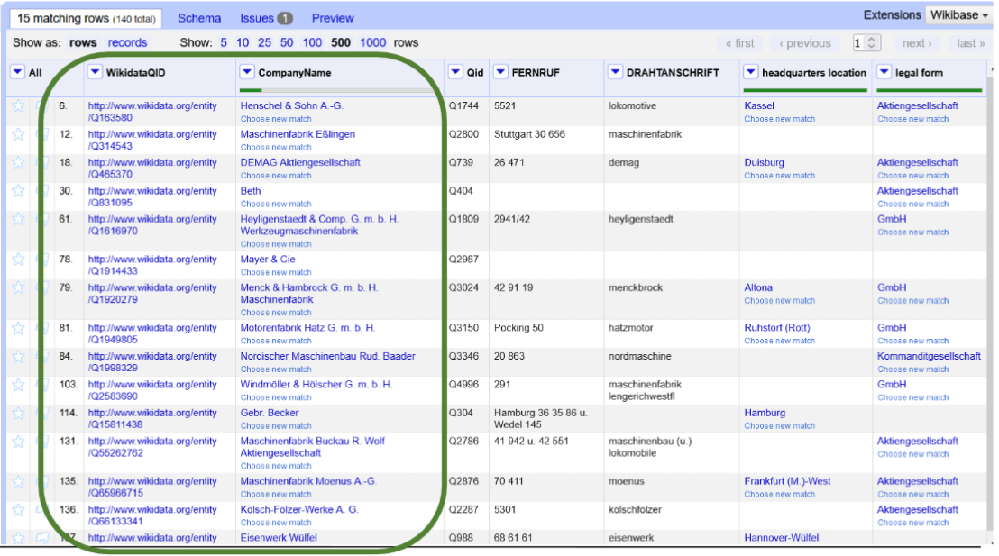 15 matching rows (140 total) Schema Issues 1 Preview Extensions Wikibase
Show as: rows records Show: 5 10 25 50 100 500 1000 rows « first ‹ previous 1 next › last »
All WikidataQID CompanyName Qid FERNRUF DRAHTANSCHRIFT headquarters location legal form
6. http://www.wikidata.org/entity Henschel & Sohn A.-G. Q1744 5521 lokomotive Kassel Aktiengesellschaft
/Q163580 Choose new match Choose new match Choose new match
12. http://www.wikidata.org/entity Maschinenfabrik Eßlingen Q2800 Stuttgart 30 656 maschinenfabrik
/Q314543 Choose new match
18. http://www.wikidata.org/entity DEMAG Aktiengesellschaft Q739 26 471 demag Duisburg Aktiengesellschaft
/Q465370 Choose new match Choose new match Choose new match
30. http://www.wikidata.org/entity Beth Q404 Aktiengesellschaft
/Q831095 Choose new match Choose new match
61. http://www.wikidata.org/entity Heyligenstaedt & Comp. G. m. b. H. Q1809 2941/42 heyligenstaedt GmbH
/Q1616970 Werkzeugmaschinenfabrik Choose new match
Choose new match
78. http://www.wikidata.org/entity Mayer & Cie Q2987
/Q1914433 Choose new match
79. http://www.wikidata.org/entity Menck & Hambrock G. m. b. H. Q3024 42 91 19 menckbrock Altona GmbH
/Q1920279 Maschinenfabrik Choose new match Choose new match
Choose new match
81. http://www.wikidata.org/entity Motorenfabrik Hatz G. m. b. H. Q3150 Pocking 50 hatzmotor Ruhstorf (Rott) GmbH
/Q1949805 Choose new match Choose new match Choose new match
84. http://www.wikidata.org/entity Nordischer Maschinenbau Rud. Baader Q3346 20 863 nordmaschine Kommanditgesellschaft
/Q1998329 Choose new match Choose new match
103. http://www.wikidata.org/entity Windmöller & Hölscher G. m. b. H. Q4996 291 maschinenfabrik GmbH
/Q2583690 Choose new match lengerichwestfl Choose new match
114. http://www.wikidata.org/entity Gebr. Becker Q304 Hamburg 36 35 86 u. Hamburg
/Q15811438 Choose new match Wedel 145 Choose new match
131. http://www.wikidata.org/entity Maschinenfabrik Buckau R. Wolf Q2786 41 942 u. 42 551 maschinenbau (u.) Aktiengesellschaft
/Q55262762 Aktiengesellschaft lokomobile Choose new match
Choose new match
135. http://www.wikidata.org/entity Maschinenfabrik Moenus A.-G. Q2876 70 411 moenus Frankfurt (M.)-West Aktiengesellschaft
/Q65966715 Choose new match Choose new match Choose new match
136. http://www.wikidata.org/entity Kölsch-Fölzer-Werke A. G. Q2287 5301 kölschfölzer Aktiengesellschaft
/Q66133341 Choose new match Choose new match
http://www.wikidata.org/entity Eisenwerk Wülfel Q988 68 61 61 eisenwerk Hannover-Wülfel